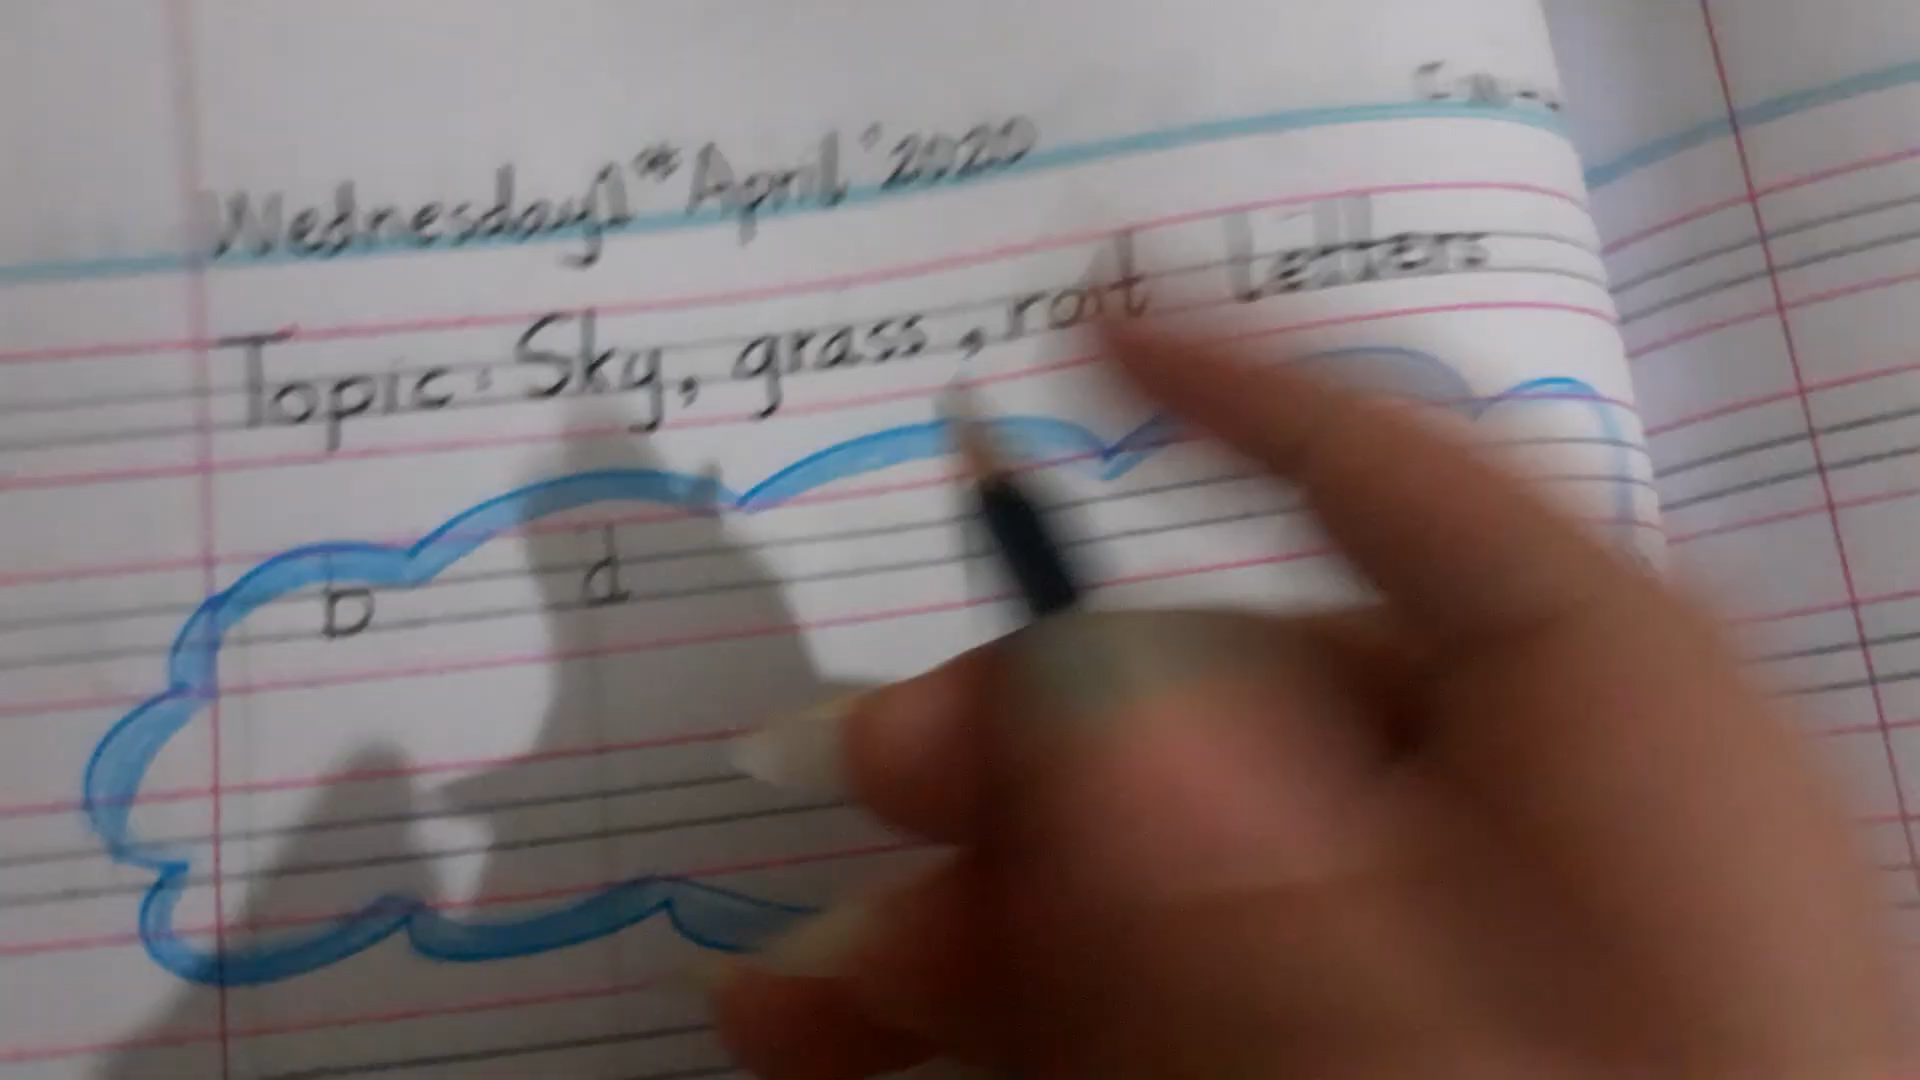 Wednesday 1st April '2020
Topic: Sky, grass, root letters
b d